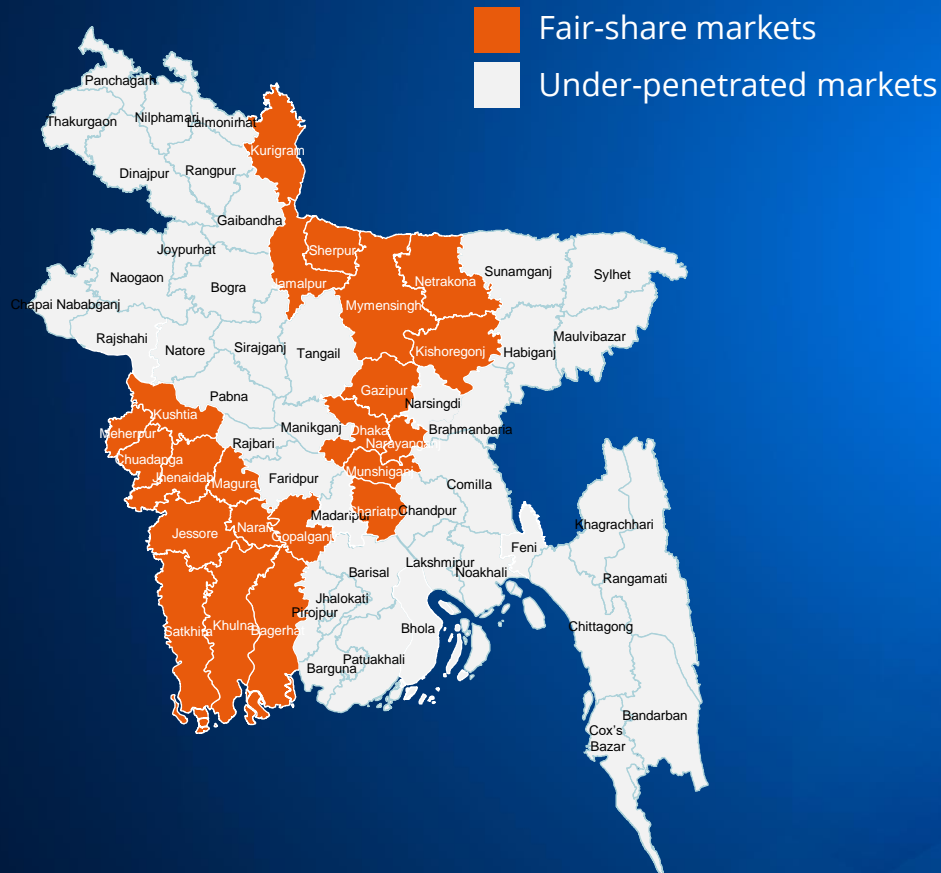 Fair-share markets
Under-penetrated markets
Panchagarh
Thakurgaon
Nilphamari
Lalmonirhat
Kurigram
Dinajpur
Rangpur
Gaibandha
Joypurhat
Sherpur
Jamalpur
Netrakona
Sunamganj
Sylhet
Naogaon
Bogra
Mymensingh
Chapai Nababganj
Rajshahi
Natore
Sirajganj
Tangail
Kishoregonj
Habiganj
Maulvibazar
Pabna
Gazipur
Narsingdi
Kushtia
Meherpur
Manikganj
Dhaka
Brahmanbaria
Rajbari
Narayanganj
Chuadanga
Jhenaidah
Magura
Faridpur
Munshiganj
Comilla
Madaripur
Shariatpur
Chandpur
Khagrachhari
Jessore
Narail
Gopalganj
Feni
Lakshmipur
Noakhali
Barisal
Rangamati
Jhalokati
Pirojpur
Satkhira
Khulna
Bagerhat
Bhola
Chittagong
Patuakhali
Barguna
Bandarban
Cox's
Bazar